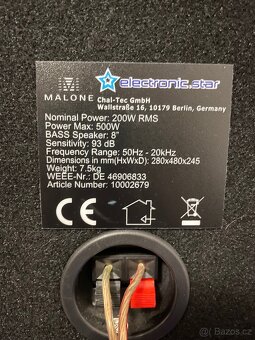 MALONE
electronic.star
Chal-Tec GmbH
Wallstraße 16, 10179 Berlin, Germany
Nominal Power: 200W RMS
Power Max: 500W
BASS Speaker: 8"
Sensitivity: 93 dB
Frequency Range: 50Hz - 20kHz
Dimensions in mm(HxWxD): 280x480x245
Weight: 7.5kg
WEEE-Nr.: DE 46906833
Article Number: 10002679
CE
bazos.cz